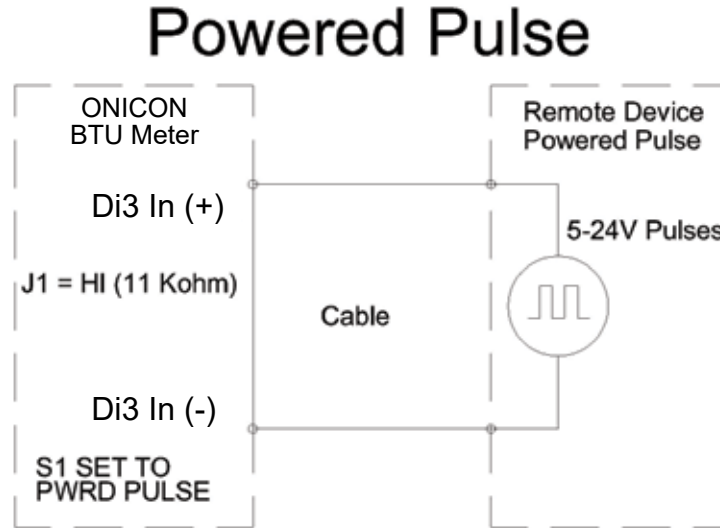 Powered Pulse
ONICON
BTU Meter
Remote Device
Powered Pulse
Di3 In (+)
5-24V Pulses
J1 = HI (11 Kohm)
Cable
Di3 In (-)
S1 SET TO
PWRD PULSE